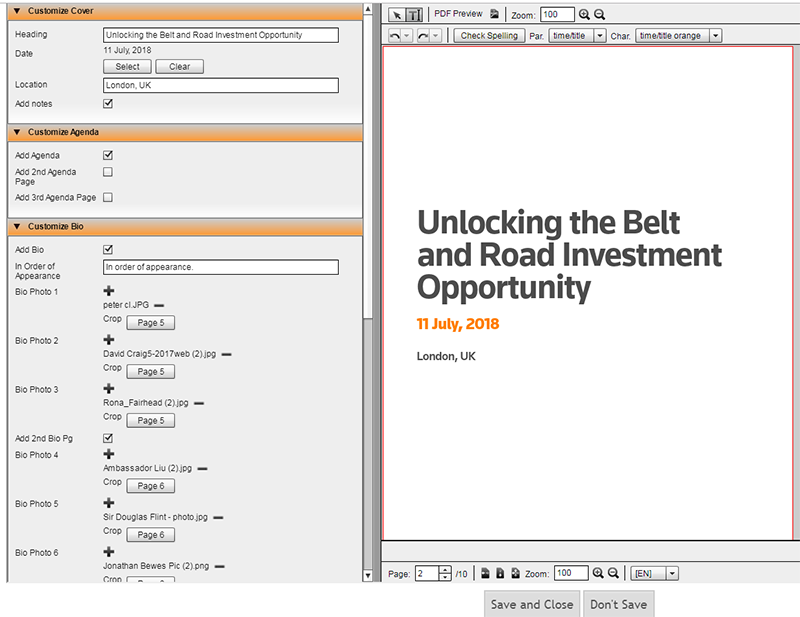 Customize Cover
Heading Unlocking the Belt and Road Investment Opportunity
Date 11 July, 2018
Select Clear
Location London, UK
Add notes
Customize Agenda
Add Agenda
Add 2nd Agenda
Page
Add 3rd Agenda Page
Customize Bio
Add Bio
In Order of
Appearance
In order of appearance.
Bio Photo 1
peter cl.JPG
Crop Page 5
Bio Photo 2
David Craig5-2017web (2).jpg
Crop Page 5
Bio Photo 3
Rona_Fairhead (2).jpg
Crop Page 5
Add 2nd Bio Pg
Bio Photo 4
Ambassador Liu (2).jpg
Crop Page 6
Bio Photo 5
Sir Douglas Flint - photo.jpg
Crop Page 6
Bio Photo 6
Jonathan Bewes Pic (2).png
Crop Page 6
T PDF Preview Zoom: 100
Check Spelling Par. time/title Char. time/title orange
Unlocking the Belt
and Road Investment
Opportunity
11 July, 2018
London, UK
Page: 2 /10 Zoom: 100 [EN]
Save and Close Don't Save